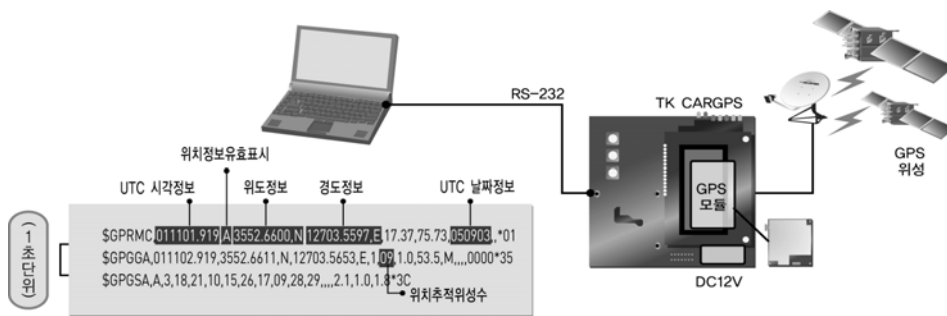 RS-232
TK CARGPS
GPS
위성
GPS
모듈
DC12V
위치정보유효표시
UTC 시각정보
위도정보
경도정보
UTC 날짜정보
(1초단위)
$GPRMC,011101.919,A,3552.6600,N,12703.5597,E,17.37,75.73,050903,,*01
$GPGGA,011102.919,3552.6611,N,12703.5653,E,1,09,1.0,53.5,M,,,,0000*35
$GPGSA,A,3,18,21,10,15,26,17,09,28,29,,,,2.1,1.0,1.8*3C
위치추적위성수